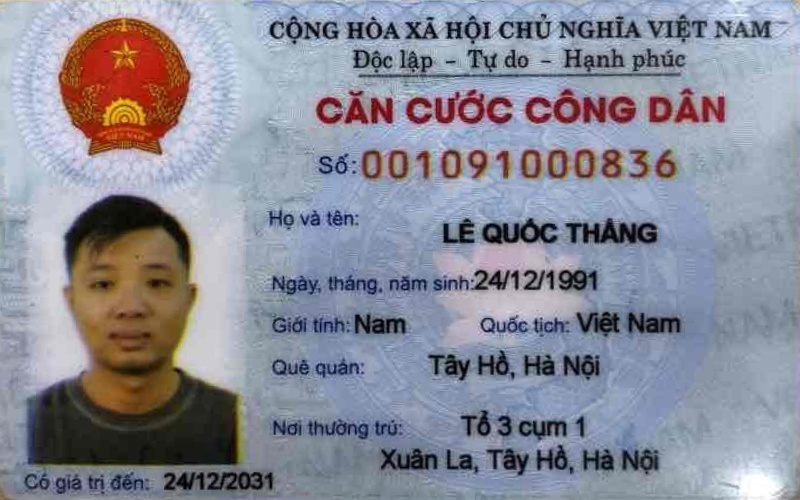 CỘNG HÒA XÃ HỘI CHỦ NGHĨA VIỆT NAM
Độc lập - Tự do - Hạnh phúc
CĂN CƯỚC CÔNG DÂN
Số: 001091000836
Họ và tên:
LÊ QUỐC THẮNG
Ngày, tháng, năm sinh: 24/12/1991
Giới tính: Nam Quốc tịch: Việt Nam
Quê quán: Tây Hồ, Hà Nội
Nơi thường trú: Tổ 3 cụm 1
Xuân La, Tây Hồ, Hà Nội
Có giá trị đến: 24/12/2031
VIỆT NAM